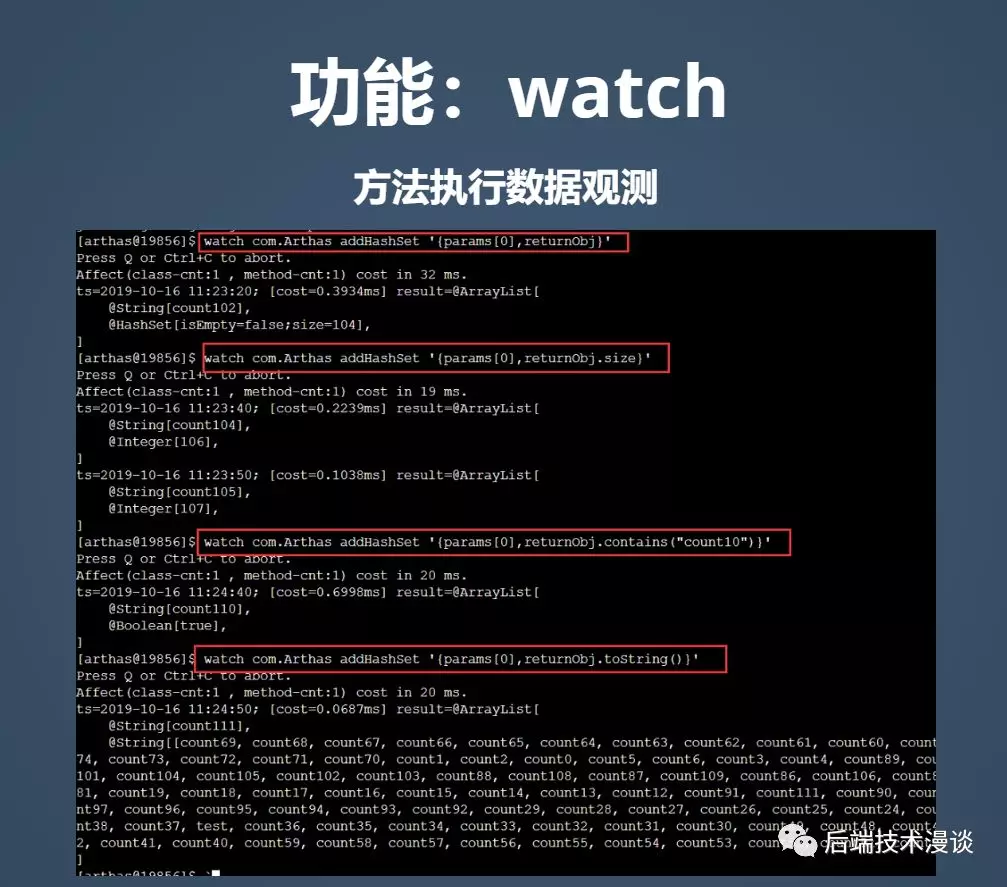 功能：watch
方法执行数据观测
[arthas@19856]$ watch com.Arthas addHashSet '{params[0],returnObj}'
Press Q or Ctrl+C to abort.
Affect(class-cnt:1 , method-cnt:1) cost in 32 ms.
ts=2019-10-16 11:23:20; [cost=0.3934ms] result=@ArrayList[
    @String[count102],
    @HashSet[isEmpty=false;size=104],
]
[arthas@19856]$ watch com.Arthas addHashSet '{params[0],returnObj.size}'
Press Q or Ctrl+C to abort.
Affect(class-cnt:1 , method-cnt:1) cost in 19 ms.
ts=2019-10-16 11:23:40; [cost=0.2239ms] result=@ArrayList[
    @String[count104],
    @Integer[106],
]
ts=2019-10-16 11:23:50; [cost=0.1038ms] result=@ArrayList[
    @String[count105],
    @Integer[107],
]
[arthas@19856]$ watch com.Arthas addHashSet '{params[0],returnObj.contains("count10")}'
Press Q or Ctrl+C to abort.
Affect(class-cnt:1 , method-cnt:1) cost in 20 ms.
ts=2019-10-16 11:24:40; [cost=0.6998ms] result=@ArrayList[
    @String[count110],
    @Boolean[true],
]
[arthas@19856]$ watch com.Arthas addHashSet '{params[0],returnObj.toString()}'
Press Q or Ctrl+C to abort.
Affect(class-cnt:1 , method-cnt:1) cost in 20 ms.
ts=2019-10-16 11:24:50; [cost=0.0687ms] result=@ArrayList[
    @String[count111],
    @String[[count69, count68, count67, count66, count65, count64, count63, count62, count61, count60, count
74, count73, count72, count71, count70, count1, count2, count0, count5, count6, count3, count4, count89, cou
101, count104, count105, count102, count103, count88, count108, count87, count109, count86, count106, count8
81, count19, count18, count17, count16, count15, count14, count13, count12, count91, count111, count90, coun
nt97, count96, count95, count94, count93, count92, count29, count28, count27, count26, count25, count24, cou
nt38, count37, test, count36, count35, count34, count33, count32, count31, count30, count48, count4
2, count41, count40, count59, count58, count57, count56, count55, count54, count53,
]
[arthas@19856]$ `
后端技术漫谈